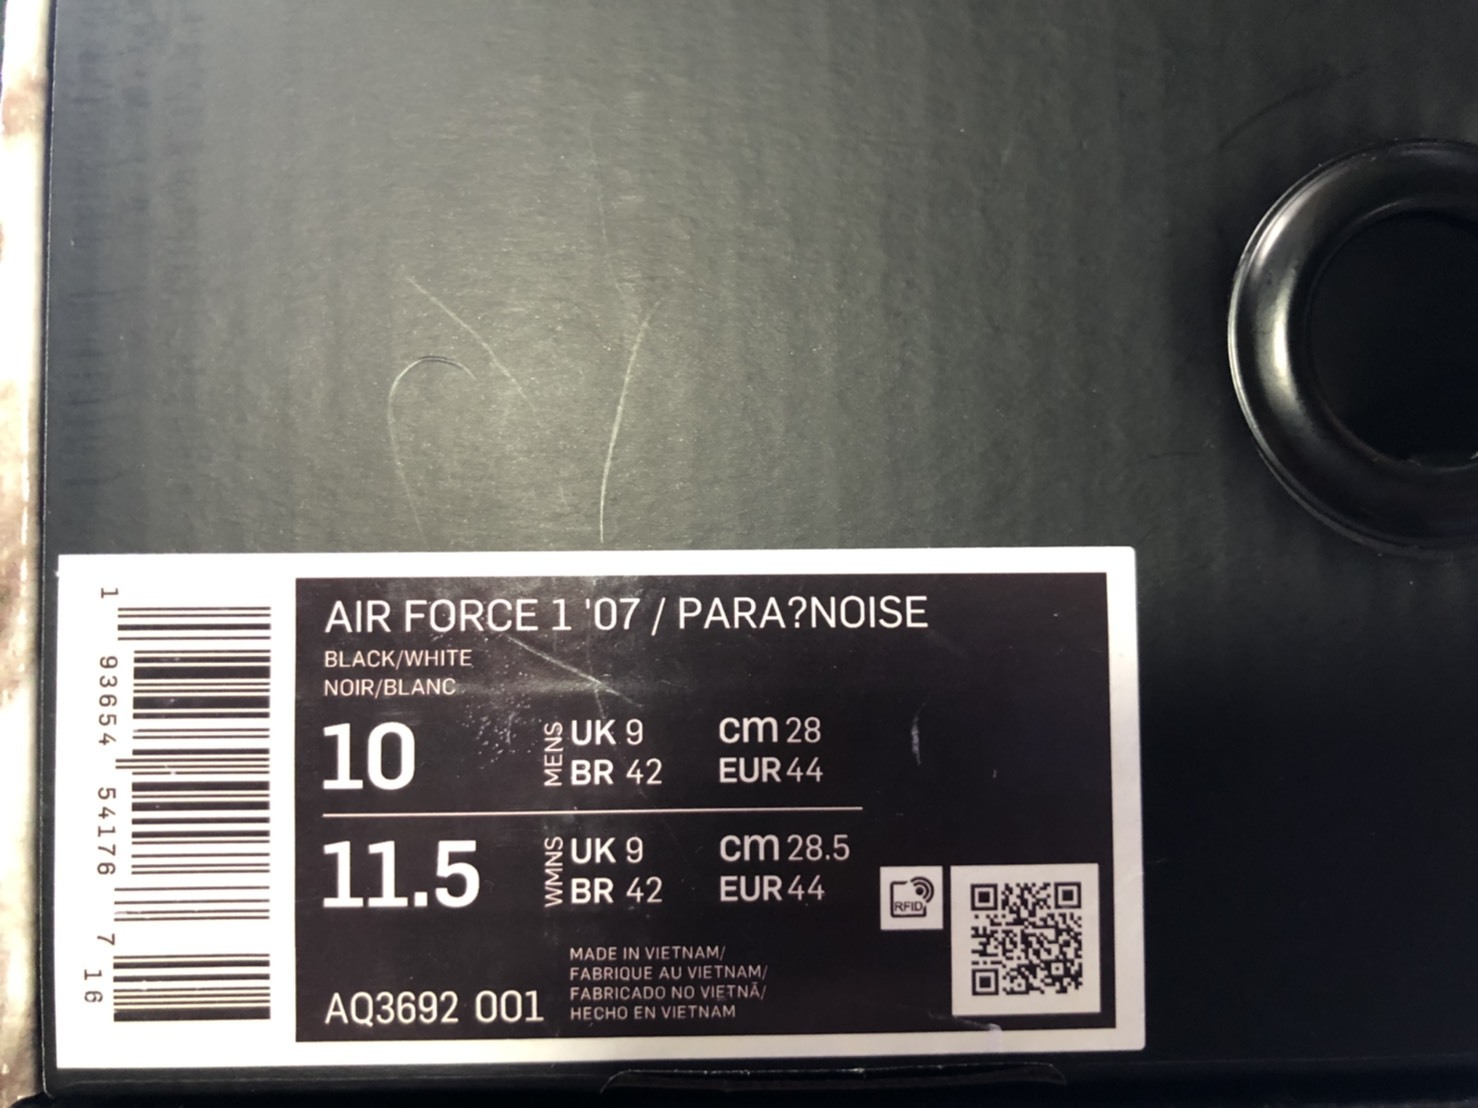 AIR FORCE 1 '07 / PARA?NOISE
BLACK/WHITE
NOIR/BLANC
10 MENS UK 9 cm 28
BR 42 EUR 44
11.5 WMNS UK 9 cm 28.5
BR 42 EUR 44
RFID
MADE IN VIETNAM/
FABRIQUE AU VIETNAM/
FABRICADO NO VIETNÃ/
HECHO EN VIETNAM
AQ3692 001
1 93654 54176 7 16